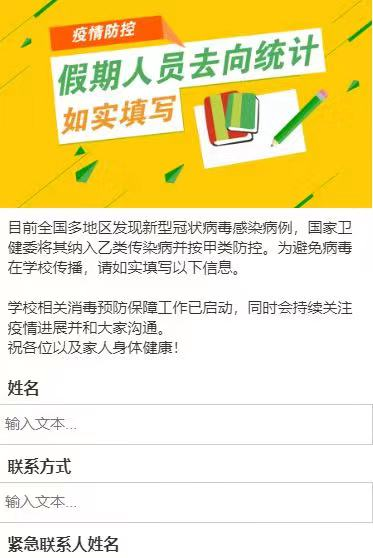 疫情防控
假期人员去向统计
如实填写
目前全国多地区发现新型冠状病毒感染病例，国家卫
健委将其纳入乙类传染病并按甲类防控。为避免病毒
在学校传播，请如实填写以下信息。
学校相关消毒预防保障工作已启动，同时会持续关注
疫情进展并和大家沟通。
祝各位以及家人身体健康！
姓名
输入文本...
联系方式
输入文本...
紧急联系人姓名